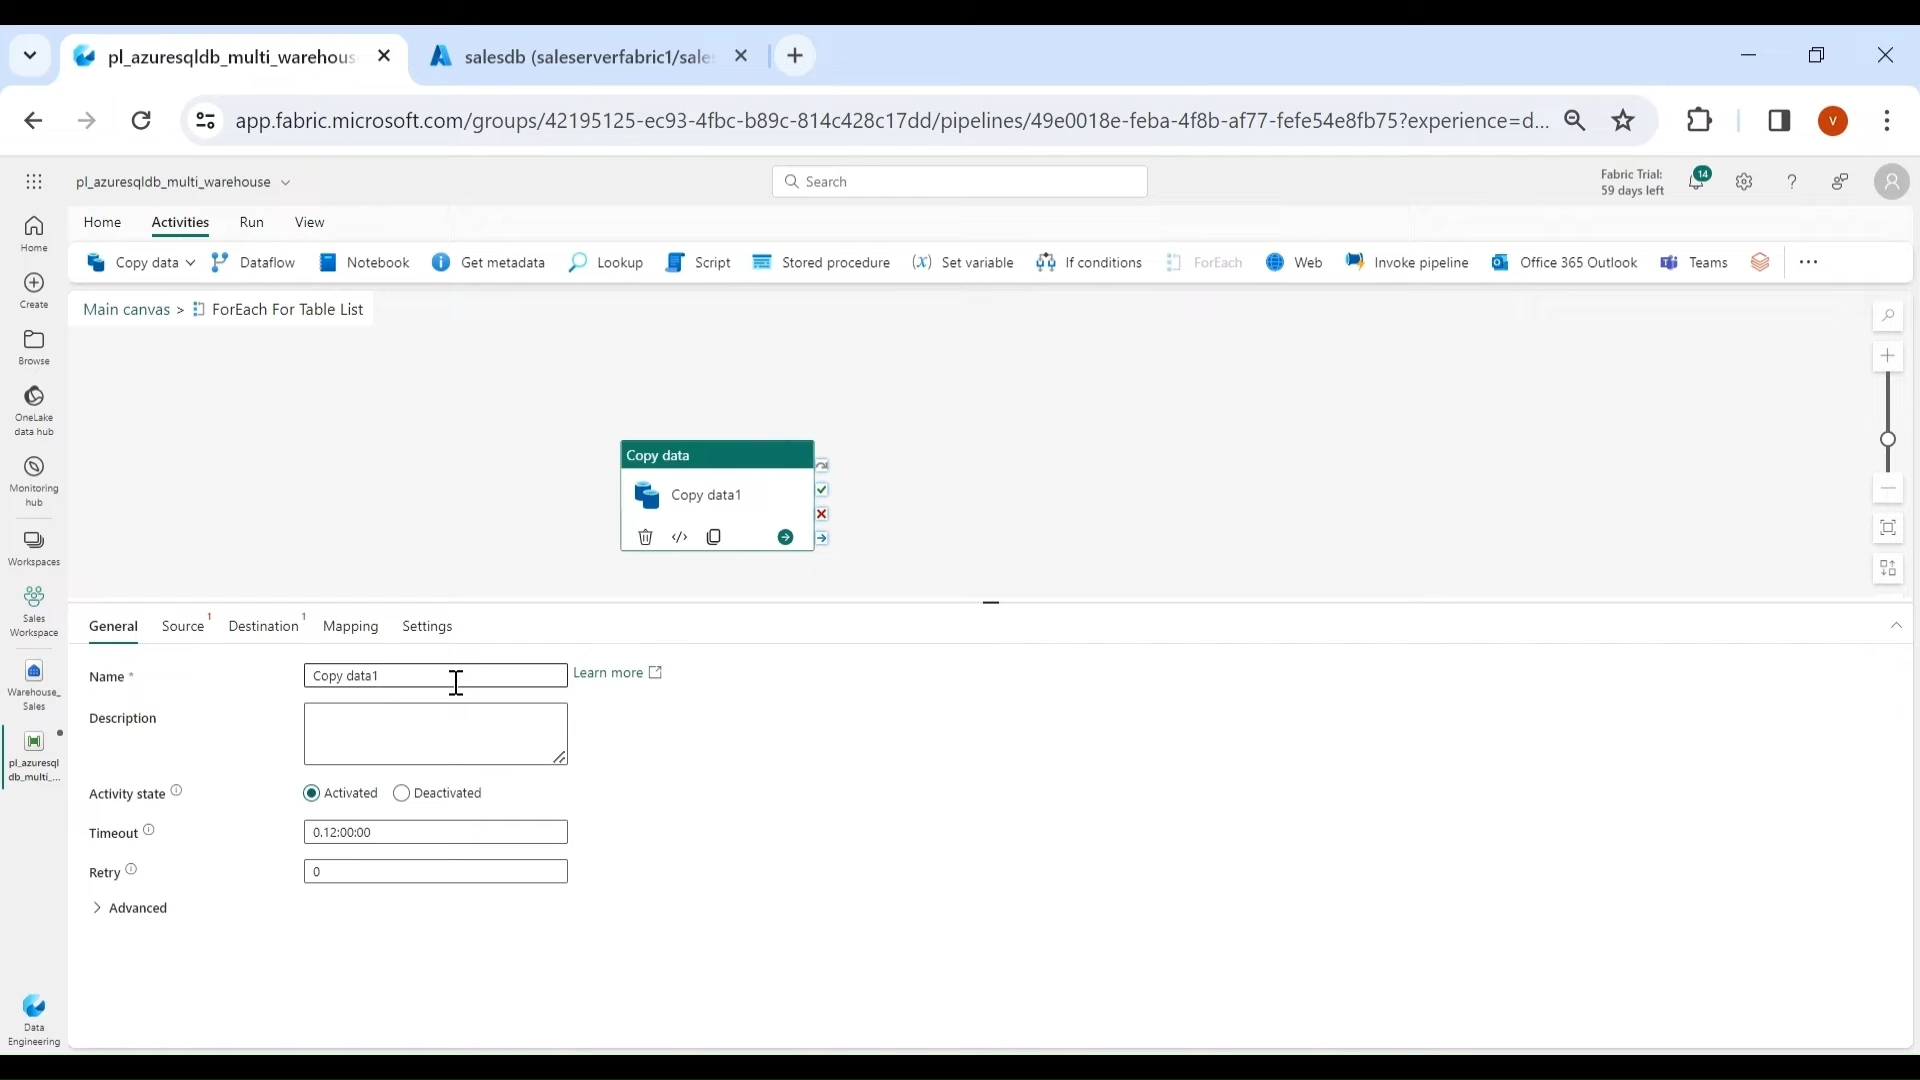 pl_azuresqldb_multi_warehous
salesdb (saleserverfabric1/sales
app.fabric.microsoft.com/groups/42195125-ec93-4fbc-b89c-814c428c17dd/pipelines/49e0018e-feba-4f8b-af77-fefe54e8fb75?experience=d...
V
pl_azuresqldb_multi_warehouse
Search
Fabric Trial:
59 days left
14
Home Activities Run View
Copy data Dataflow Notebook Get metadata Lookup Script Stored procedure (x) Set variable If conditions ForEach Web Invoke pipeline Office 365 Outlook Teams
Main canvas > ForEach For Table List
Home
Create
Browse
OneLake
data hub
Monitoring
hub
Workspaces
Sales
Workspace
Warehouse_
Sales
pl_azuresql
db_multi_...
Data
Engineering
Copy data
Copy data1
General Source 1 Destination 1 Mapping Settings
Name * Copy data1 Learn more
Description
Activity state Activated Deactivated
Timeout 0.12:00:00
Retry 0
Advanced